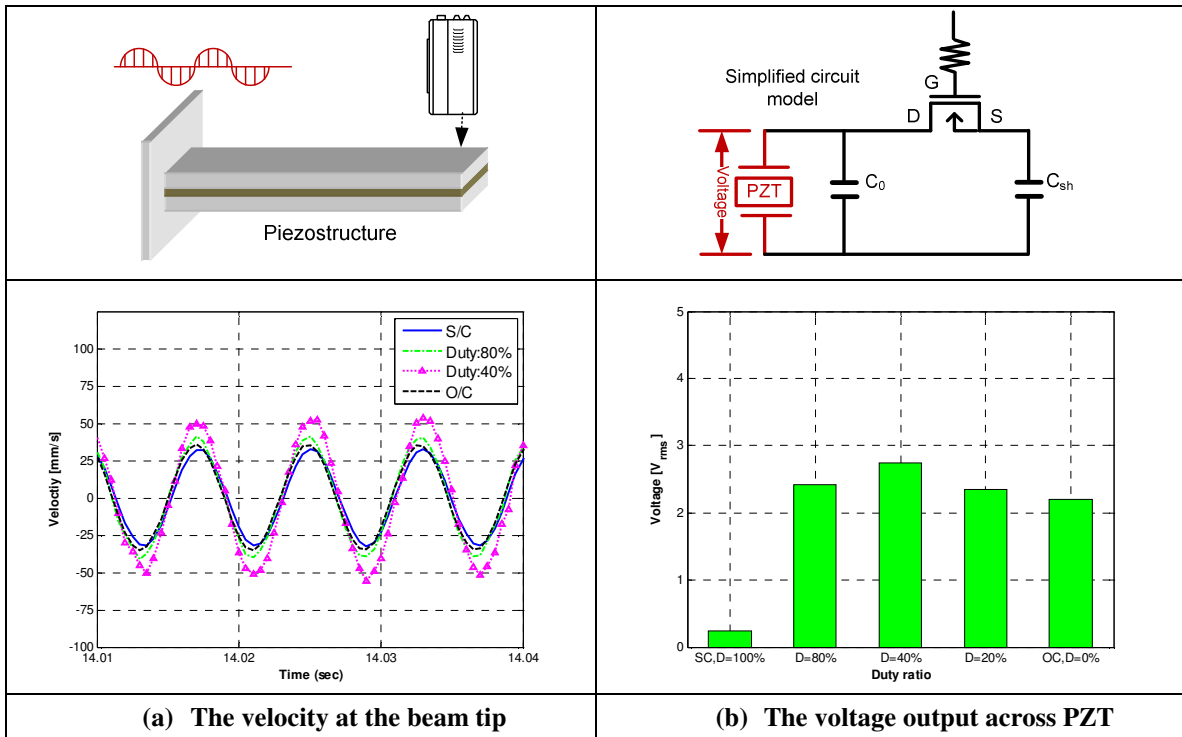 Piezostructure
Simplified circuit
model
G
D
S
Voltage
PZT
C0
Csh
S/C
Duty:80%
Duty:40%
O/C
100
75
50
25
0
-25
-50
-75
-100
14.01
14.02
14.03
14.04
Veloctiy [mm/s]
Time (sec)
5
4
3
2
1
0
Voltage [Vrms]
SC,D=100%
D=80%
D=40%
D=20%
OC,D=0%
Duty ratio
(a) The velocity at the beam tip
(b) The voltage output across PZT